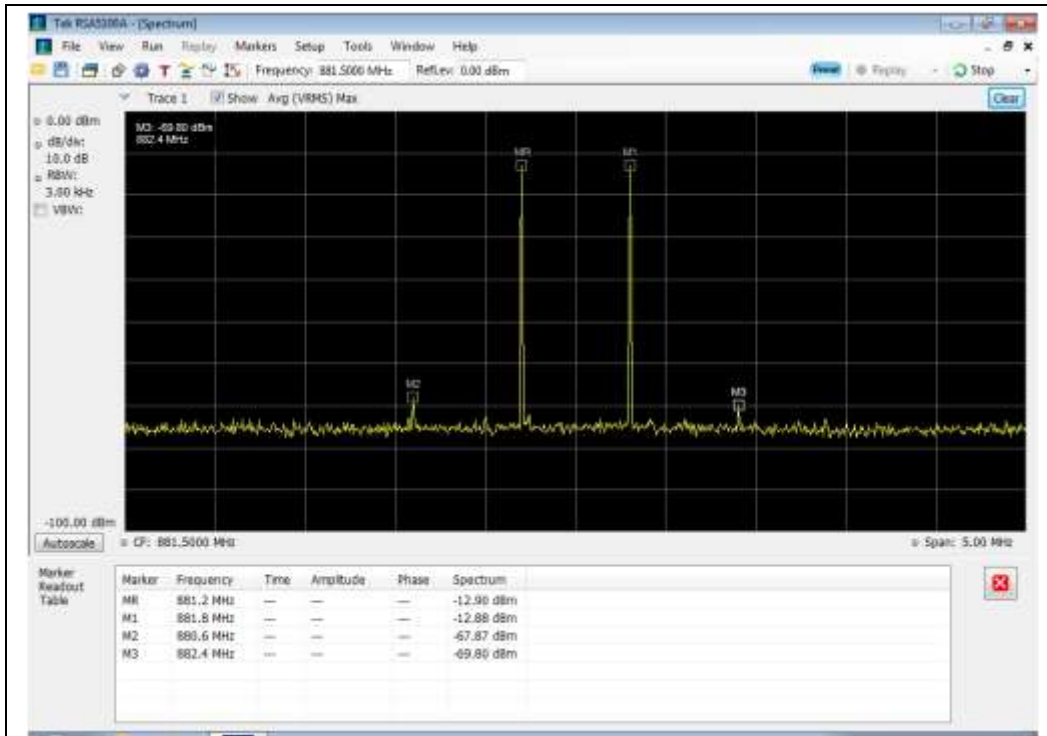 Tek RSA5100A - [Spectrum]
File View Run Replay Markers Setup Tools Window Help
Frequency: 881.5000 MHz RefLev: 0.00 dBm Preset Replay Stop
Trace 1 Show Avg (VRMS) Max Clear
0.00 dBm
dB/div:
10.0 dB
RBW:
3.00 kHz
VBW:
M3: -69.80 dBm
882.4 MHz
MR
M1
M2
M3
-100.00 dBm
Autoscale CF: 881.5000 MHz Span: 5.00 MHz
Marker
Readout
Table
Marker Frequency Time Amplitude Phase Spectrum
MR 881.2 MHz --- --- --- -12.90 dBm
M1 881.8 MHz --- --- --- -12.88 dBm
M2 880.6 MHz --- --- --- -67.87 dBm
M3 882.4 MHz --- --- --- -69.80 dBm